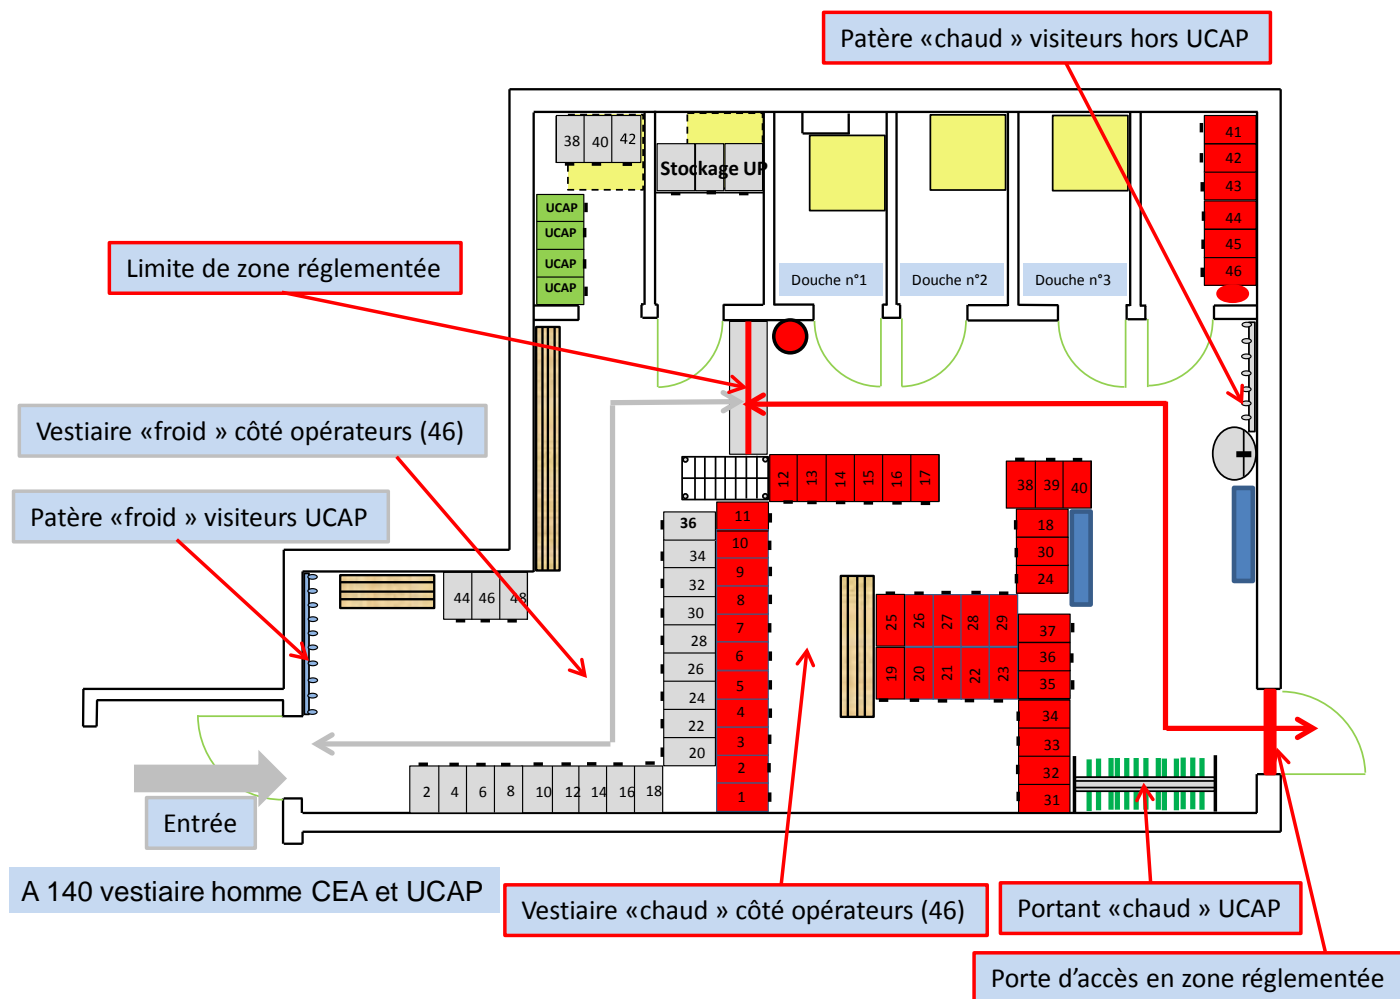 Patère «chaud » visiteurs hors UCAP
38 40 42
Stockage UP
UCAP
UCAP
UCAP
UCAP
41
42
43
44
45
46
Limite de zone réglementée
Douche n°1
Douche n°2
Douche n°3
Vestiaire «froid » côté opérateurs (46)
Patère «froid » visiteurs UCAP
12 13 14 15 16 17
38 39 40
18
30
24
36
34
32
30
28
26
24
22
20
11
10
9
8
7
6
5
4
3
2
1
44 46 48
25 26 27 28 29
19 20 21 22 23
37
36
35
34
33
32
31
2 4 6 8 10 12 14 16 18
Entrée
A 140 vestiaire homme CEA et UCAP
Vestiaire «chaud » côté opérateurs (46)
Portant «chaud » UCAP
Porte d’accès en zone réglementée